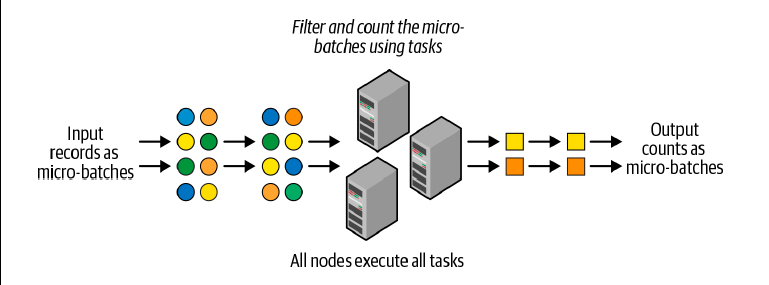 Filter and count the micro-
batches using tasks
Input
records as
micro-batches
Output
counts as
micro-batches
All nodes execute all tasks